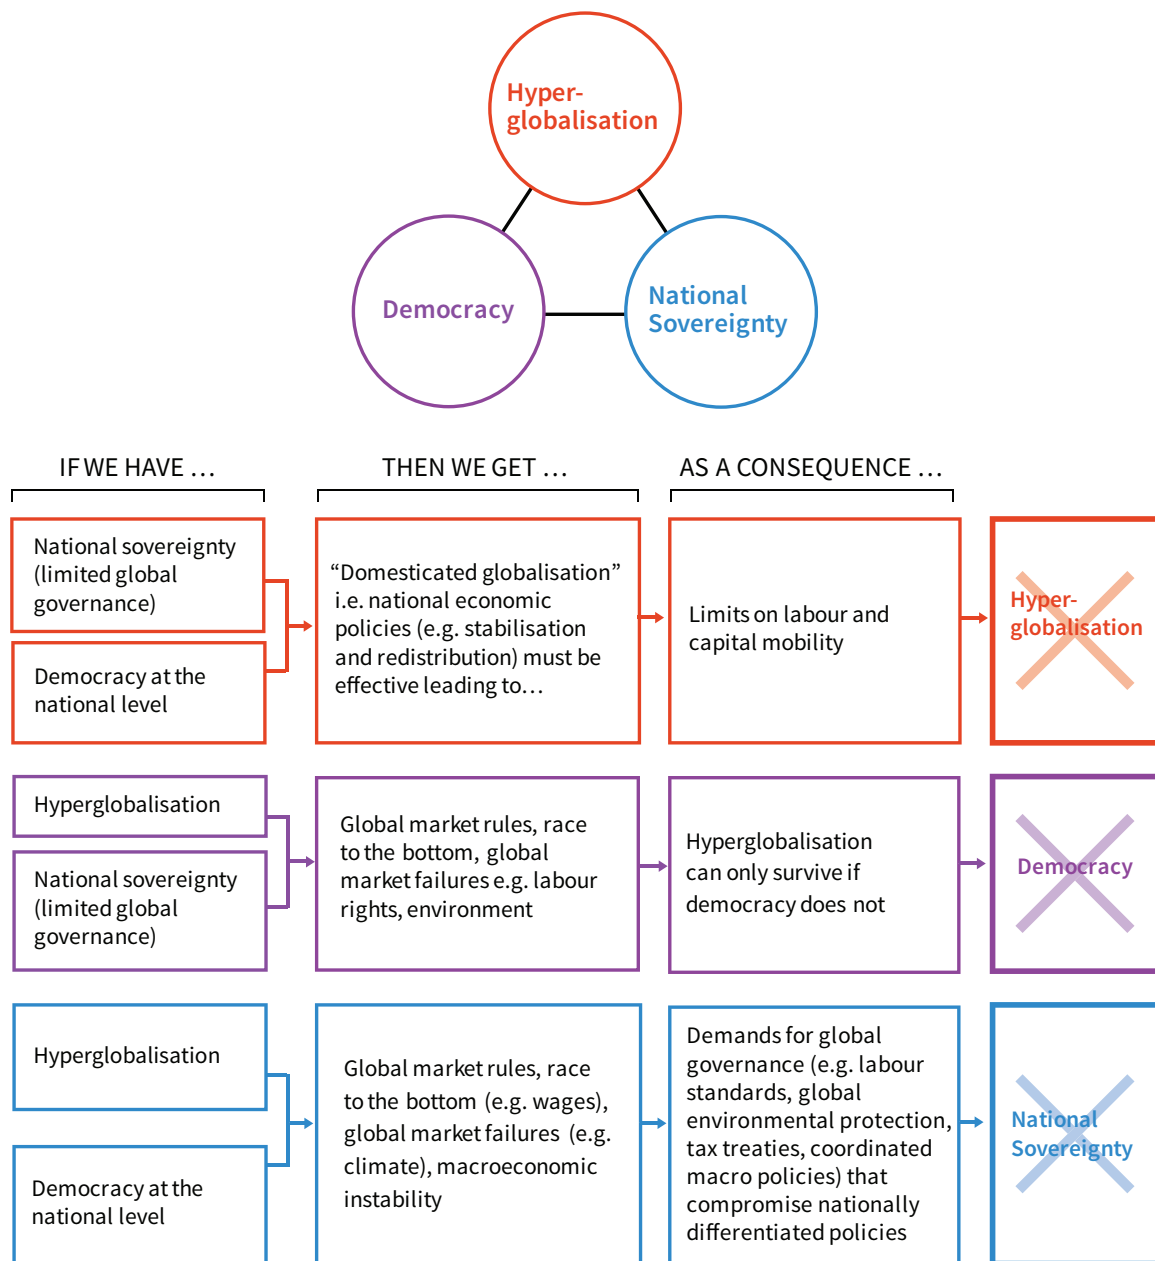 Hyper-
globalisation
Democracy
National
Sovereignty
IF WE HAVE …
THEN WE GET …
AS A CONSEQUENCE …
National sovereignty
(limited global
governance)
Democracy at the
national level
“Domesticated globalisation”
i.e. national economic
policies (e.g. stabilisation
and redistribution) must be
effective leading to…
Limits on labour and
capital mobility
Hyper-
globalisation
Hyperglobalisation
National sovereignty
(limited global
governance)
Global market rules, race
to the bottom, global
market failures e.g. labour
rights, environment
Hyperglobalisation
can only survive if
democracy does not
Democracy
Hyperglobalisation
Democracy at the
national level
Global market rules, race
to the bottom (e.g. wages),
global market failures (e.g.
climate), macroeconomic
instability
Demands for global
governance (e.g. labour
standards, global
environmental protection,
tax treaties, coordinated
macro policies) that
compromise nationally
differentiated policies
National
Sovereignty